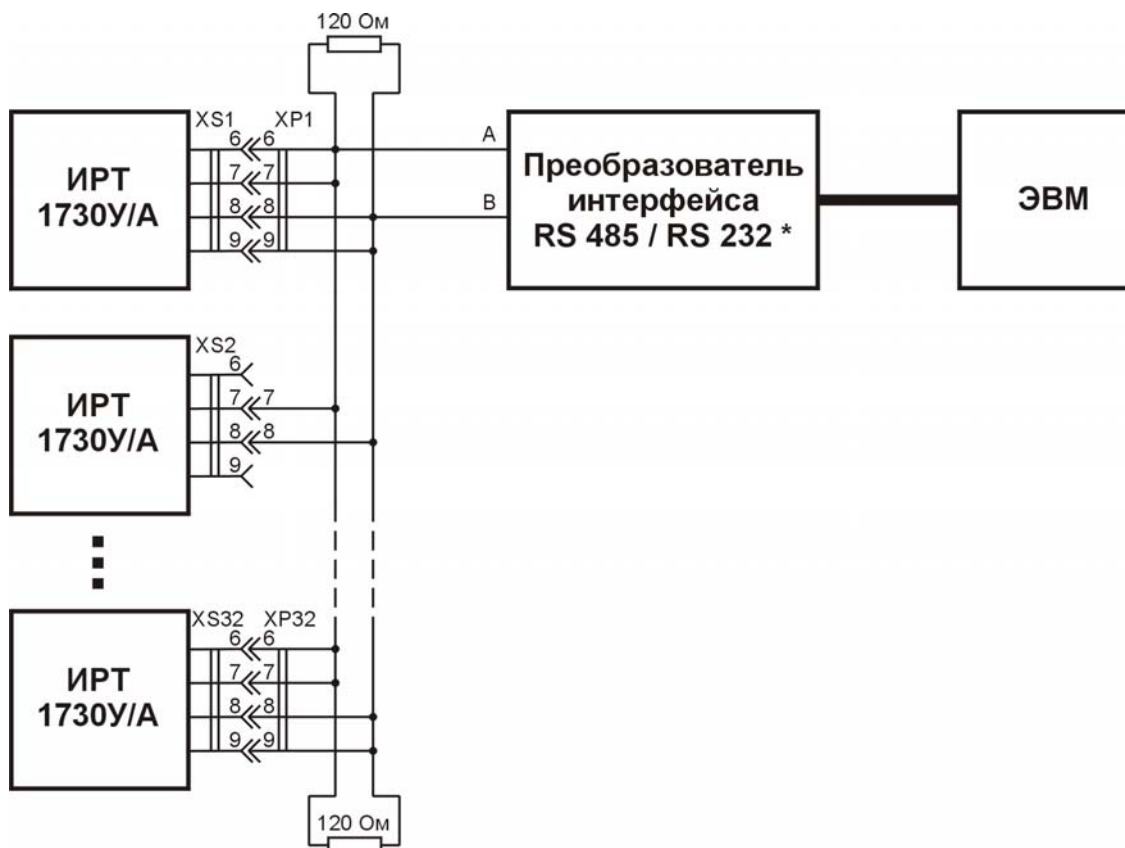 120 Ом
XS1 XP1
6 6
7 7
8 8
9 9
ИРТ
1730У/А
A
B
Преобразователь
интерфейса
RS 485 / RS 232 *
ЭВМ
XS2
6
7 7
8 8
9
ИРТ
1730У/А
XS32 XP32
6 6
7 7
8 8
9 9
ИРТ
1730У/А
120 Ом